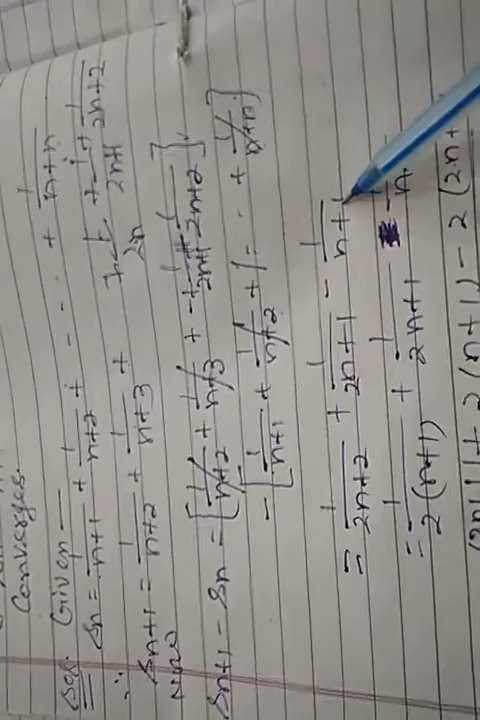 Converges.
Sol. Given
Sn = 1/(n+1) + 1/(n+2) + - - - + 1/(n+n)
∴ Sn+1 = 1/(n+2) + 1/(n+3) + 1/2n + 1/(2n+1) + 1/(2n+2)
Now
Sn+1 - Sn = [1/(n+2) + 1/(n+3) + - + 1/(2n+1) + 1/(2n+2)]
- [1/(n+1) + 1/(n+2) + - - + 1/(n+n)]
= 1/(2n+2) + 1/(2n+1) - 1/(n+1)
= 1/(2(n+1)) + 1/(2n+1) - 1/n
2(n+1) - 2(2n+